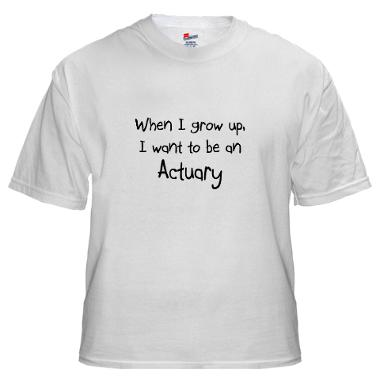 When I grow up,
I want to be an
Actuary